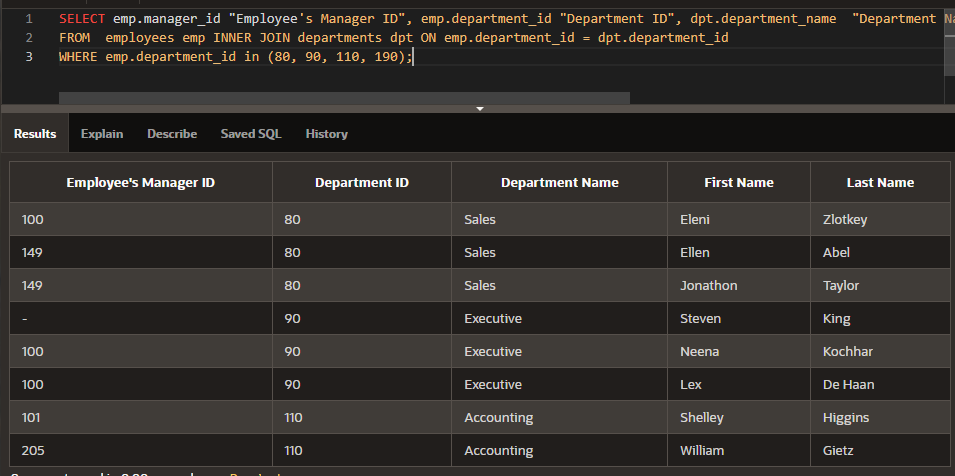 1 SELECT emp.manager_id "Employee's Manager ID", emp.department_id "Department ID", dpt.department_name "Department Na
2 FROM employees emp INNER JOIN departments dpt ON emp.department_id = dpt.department_id
3 WHERE emp.department_id in (80, 90, 110, 190);
Results Explain Describe Saved SQL History
Employee's Manager ID Department ID Department Name First Name Last Name
100 80 Sales Eleni Zlotkey
149 80 Sales Ellen Abel
149 80 Sales Jonathon Taylor
- 90 Executive Steven King
100 90 Executive Neena Kochhar
100 90 Executive Lex De Haan
101 110 Accounting Shelley Higgins
205 110 Accounting William Gietz